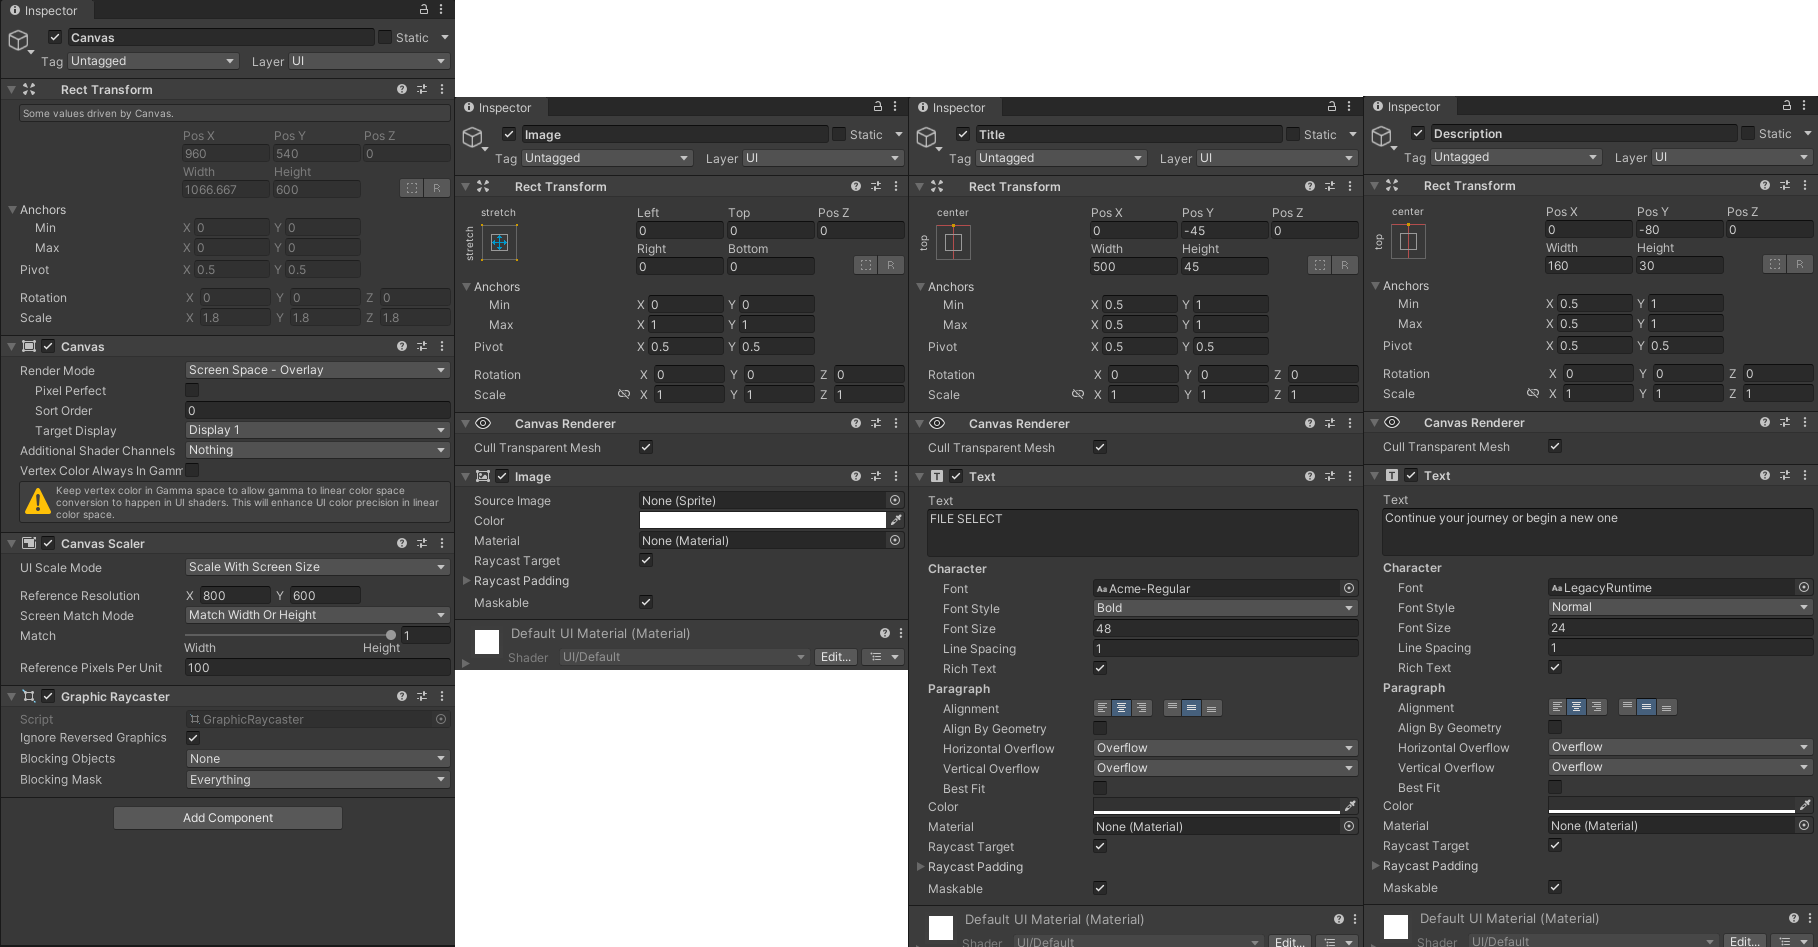 Inspector
Canvas
Static
Tag Untagged Layer UI
Rect Transform
Some values driven by Canvas.
Pos X Pos Y Pos Z
960 540 0
Width Height
1066.667 600 R
Anchors
Min X 0 Y 0
Max X 0 Y 0
Pivot X 0.5 Y 0.5
Rotation X 0 Y 0 Z 0
Scale X 1.8 Y 1.8 Z 1.8
Canvas
Render Mode Screen Space - Overlay
Pixel Perfect
Sort Order 0
Target Display Display 1
Additional Shader Channels Nothing
Vertex Color Always In Gamm
Keep vertex color in Gamma space to allow gamma to linear color space
conversion to happen in UI shaders. This will enhance UI color precision in linear
color space.
Canvas Scaler
UI Scale Mode Scale With Screen Size
Reference Resolution X 800 Y 600
Screen Match Mode Match Width Or Height
Match 1
Width Height
Reference Pixels Per Unit 100
Graphic Raycaster
Script GraphicRaycaster
Ignore Reversed Graphics
Blocking Objects None
Blocking Mask Everything
Add Component
Inspector
Image Static
Tag Untagged Layer UI
Rect Transform
stretch Left Top Pos Z
stretch 0 0 0
Right Bottom
0 0 R
Anchors
Min X 0 Y 0
Max X 1 Y 1
Pivot X 0.5 Y 0.5
Rotation X 0 Y 0 Z 0
Scale X 1 Y 1 Z 1
Canvas Renderer
Cull Transparent Mesh
Image
Source Image None (Sprite)
Color
Material None (Material)
Raycast Target
Raycast Padding
Maskable
Default UI Material (Material)
Shader UI/Default Edit...
Inspector
Title Static
Tag Untagged Layer UI
Rect Transform
center Pos X Pos Y Pos Z
top 0 -45 0
Width Height
500 45 R
Anchors
Min X 0.5 Y 1
Max X 0.5 Y 1
Pivot X 0.5 Y 0.5
Rotation X 0 Y 0 Z 0
Scale X 1 Y 1 Z 1
Canvas Renderer
Cull Transparent Mesh
T Text
Text
FILE SELECT
Character
Font Aa Acme-Regular
Font Style Bold
Font Size 48
Line Spacing 1
Rich Text
Paragraph
Alignment
Align By Geometry
Horizontal Overflow Overflow
Vertical Overflow Overflow
Best Fit
Color
Material None (Material)
Raycast Target
Raycast Padding
Maskable
Default UI Material (Material)
Shader UI/Default Edit...
Inspector
Description Static
Tag Untagged Layer UI
Rect Transform
center Pos X Pos Y Pos Z
top 0 -80 0
Width Height
160 30 R
Anchors
Min X 0.5 Y 1
Max X 0.5 Y 1
Pivot X 0.5 Y 0.5
Rotation X 0 Y 0 Z 0
Scale X 1 Y 1 Z 1
Canvas Renderer
Cull Transparent Mesh
T Text
Text
Continue your journey or begin a new one
Character
Font Aa LegacyRuntime
Font Style Normal
Font Size 24
Line Spacing 1
Rich Text
Paragraph
Alignment
Align By Geometry
Horizontal Overflow Overflow
Vertical Overflow Overflow
Best Fit
Color
Material None (Material)
Raycast Target
Raycast Padding
Maskable
Default UI Material (Material)
Shader UI/Default Edit...